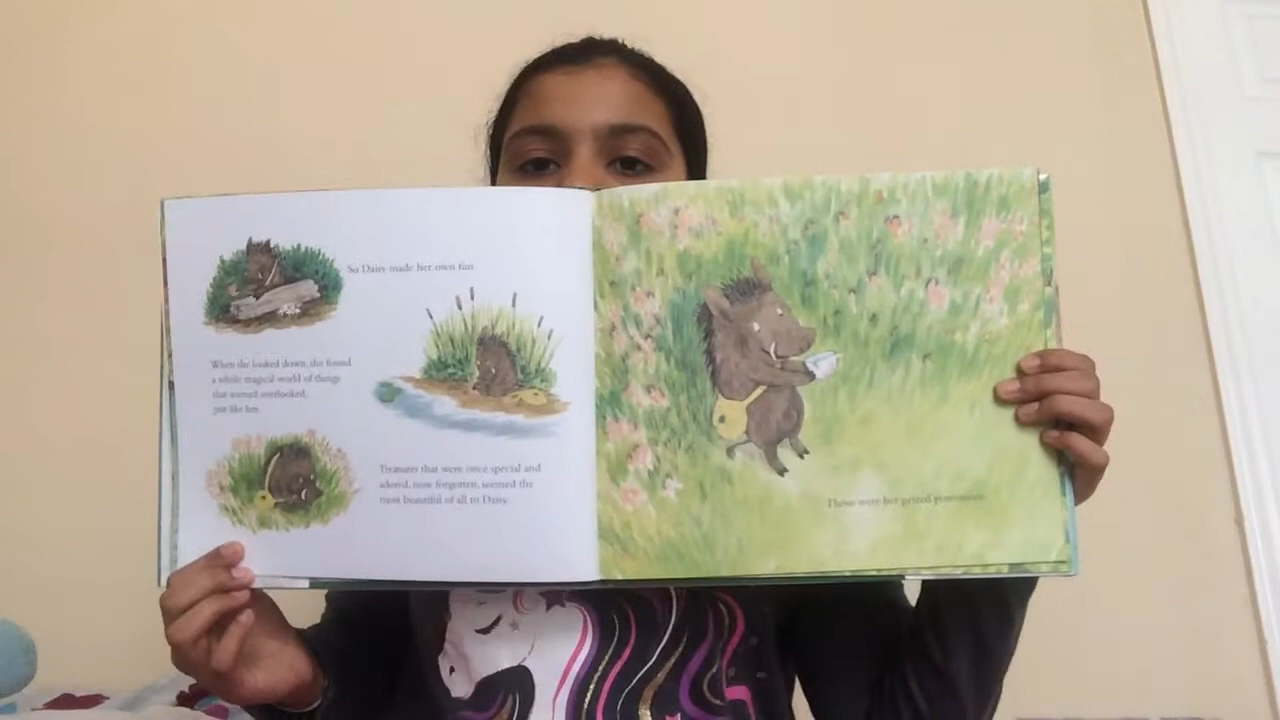 So Daisy made her own fun.
When she looked down, she found
a whole magical world of things
that seemed overlooked,
just like her.
Treasures that were once special and
adored, now forgotten, seemed the
most beautiful of all to Daisy.
These were her prized possessions.